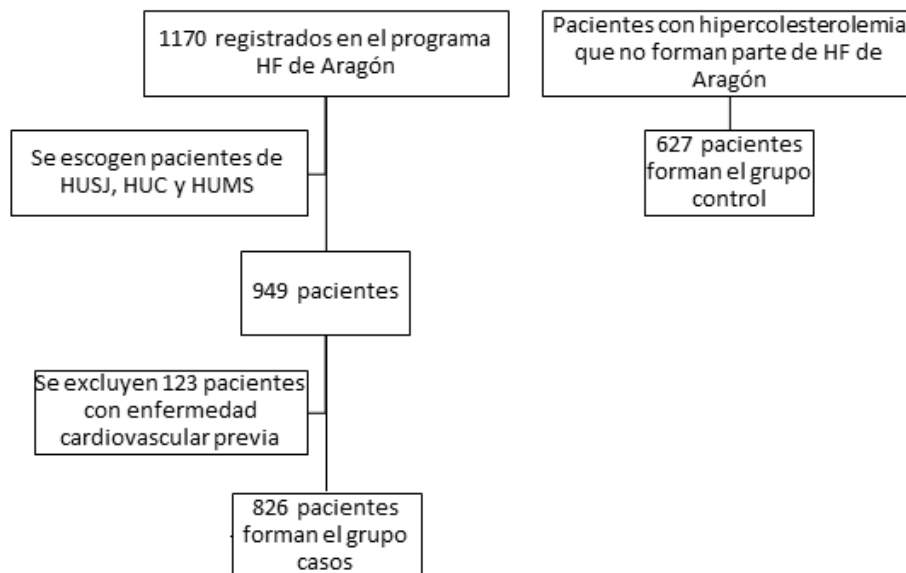 1170 registrados en el programa
HF de Aragón
Se escogen pacientes de
HUSJ, HUC y HUMS
949 pacientes
Se excluyen 123 pacientes
con enfermedad
cardiovascular previa
826 pacientes
forman el grupo
casos
Pacientes con hipercolesterolemia
que no forman parte de HF de
Aragón
627 pacientes
forman el grupo
control